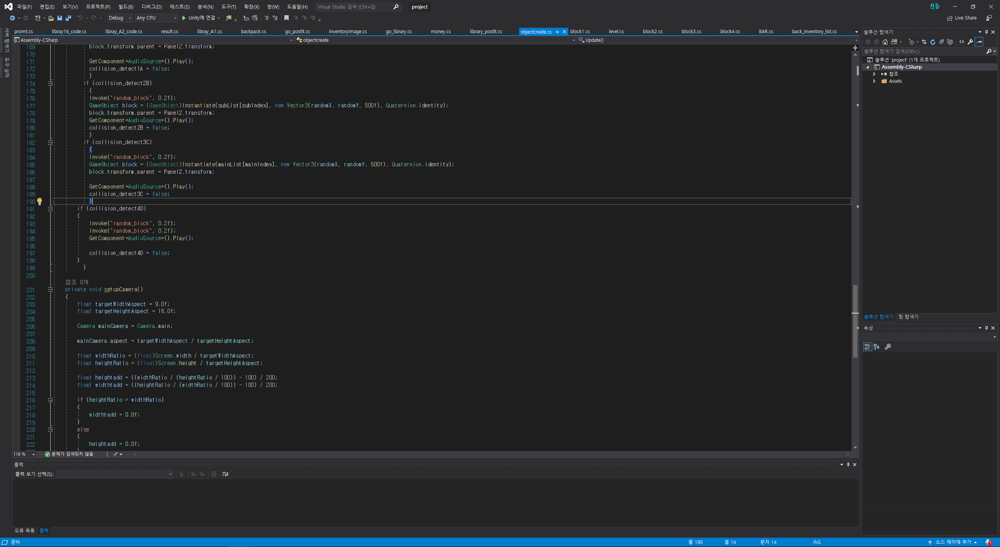 파일(F) 편집(E) 보기(V) 프로젝트(P) 빌드(B) 디버그(D) 테스트(S) 분석(N) 도구(T) 확장(X) 창(W) 도움말(H) Visual Studio 검색 (Ctrl+Q) project 진김
Debug Any CPU Unity에 연결 Live Share
서버 탐색기
도구 상자
promt.cs libray16_code.cs libray_A2_code.cs result.cs libray_A1.cs backpack.cs go_postit.cs inventoryimage.cs go_library.cs money.cs library_postit.cs objectcreate.cs block1.cs level.cs block2.cs block3.cs block4.cs BAR.cs back_inventory_list.cs
Assembly-CSharp objectcreate Update()
169 block.transform.parent = Panel2.transform;
170
171 GetComponent<AudioSource>().Play();
172 collision_detect1A = false;
173 }
174 if (collision_detect2B)
175 {
176 Invoke("random_block", 0.2f);
177 GameObject block = (GameObject)Instantiate(subList[subIndex], new Vector3(randomX, randomY, 500f), Quaternion.identity);
178 block.transform.parent = Panel2.transform;
179 GetComponent<AudioSource>().Play();
180 collision_detect2B = false;
181 }
182 if (collision_detect3C)
183 {
184 Invoke("random_block", 0.2f);
185 GameObject block = (GameObject)Instantiate(mainList[mainIndex], new Vector3(randomX, randomY, 500f), Quaternion.identity);
186 block.transform.parent = Panel2.transform;
187
188 GetComponent<AudioSource>().Play();
189 collision_detect3C = false;
190 }
191 if (collision_detect4D)
192 {
193 Invoke("random_block", 0.2f);
194 Invoke("random_block", 0.2f);
195 GetComponent<AudioSource>().Play();
196
197 collision_detect4D = false;
198 }
199 }
200
참조 0개
201 private void setupCamera()
202 {
203 float targetWidthAspect = 9.0f;
204 float targetHeightAspect = 16.0f;
205
206 Camera mainCamera = Camera.main;
207
208 mainCamera.aspect = targetWidthAspect / targetHeightAspect;
209
210 float widthRatio = (float)Screen.width / targetWidthAspect;
211 float heightRatio = (float)Screen.height / targetHeightAspect;
212
213 float heightadd = ((widthRatio / (heightRatio / 100)) - 100) / 200;
214 float widthtadd = ((heightRatio / (widthRatio / 100)) - 100) / 200;
215
216 if (heightRatio > widthRatio)
217 {
218 widthtadd = 0.0f;
219 }
220 else
221 {
222 heightadd = 0.0f;
118 % 문제가 검색되지 않음
출력
출력 보기 선택(S):
오류 목록 출력
솔루션 탐색기
솔루션 탐색기 검색(Ctrl+;)
솔루션 'project' (1개 프로젝트)
Assembly-CSharp
참조
Assets
솔루션 탐색기 팀 탐색기
속성
준비 줄 190 열 14 문자 14 INS 소스 제어에 추가 1